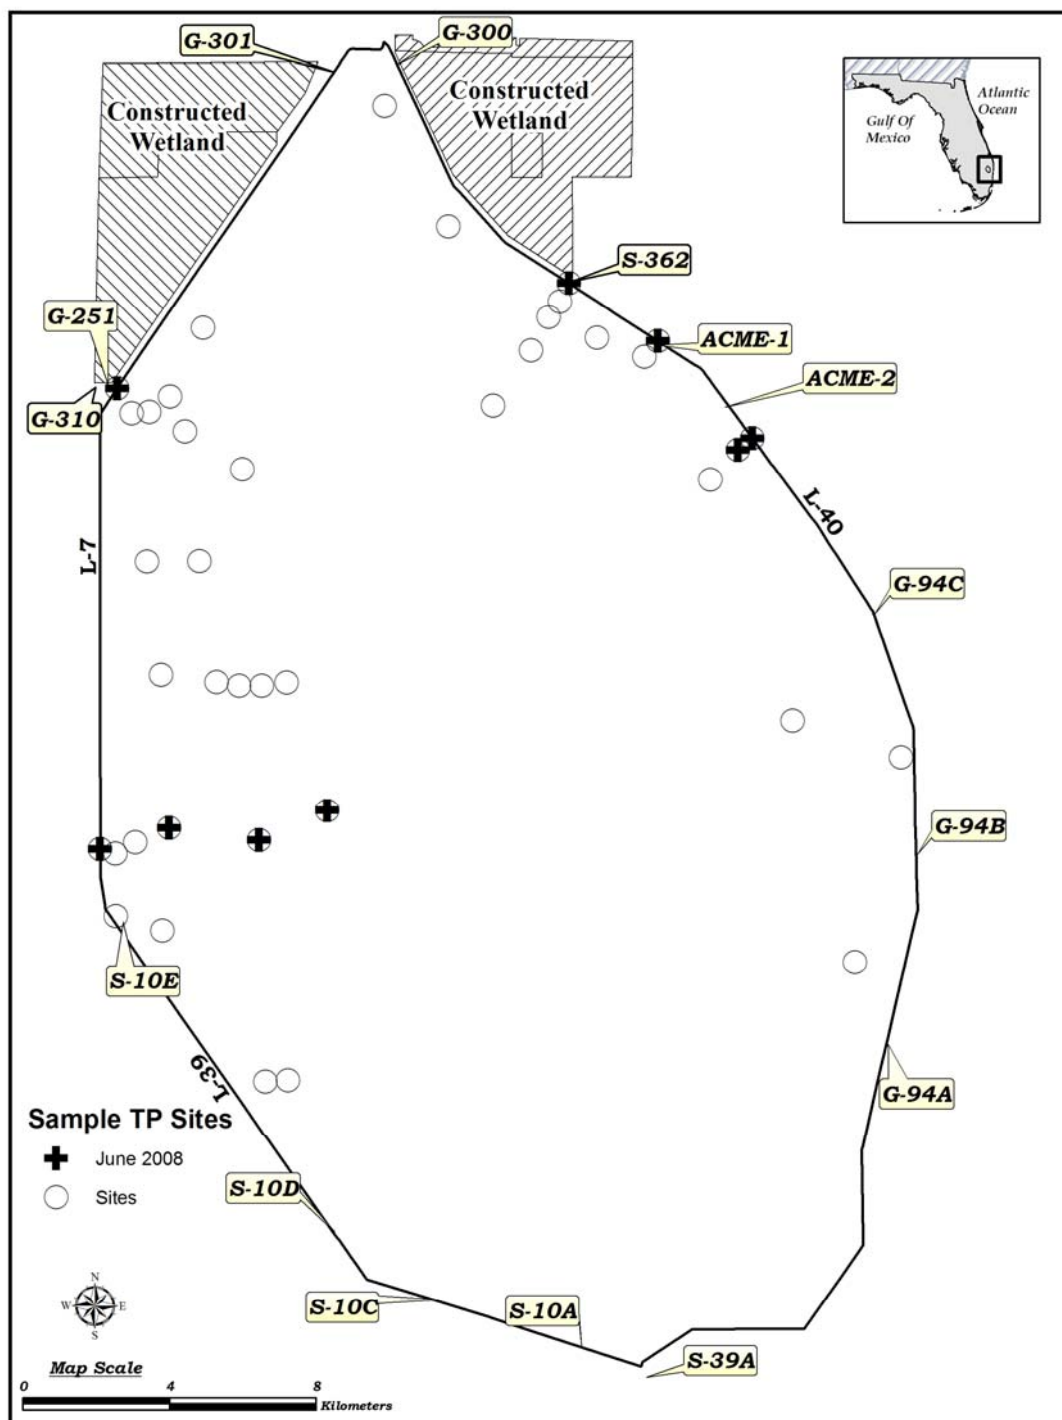 G-301
G-300
Constructed
Wetland
Constructed
Wetland
Atlantic
Ocean
Gulf Of
Mexico
S-362
G-251
ACME-1
ACME-2
G-310
L-7
L-40
G-94C
G-94B
S-10E
L-39
G-94A
Sample TP Sites
June 2008
Sites
S-10D
N
W E
S
S-10C
S-10A
S-39A
Map Scale
0 4 8
Kilometers